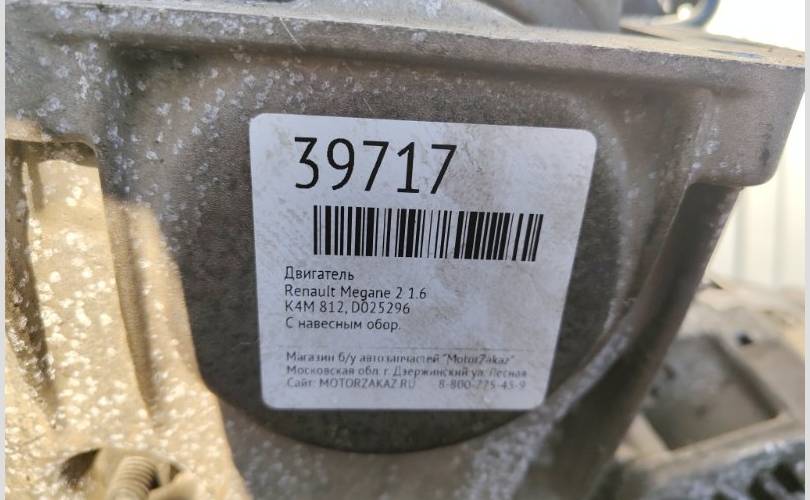 39717
Двигатель
Renault Megane 2 1.6
K4M 812, D025296
С навесным обор.
Магазин б/у автозапчастей "MotorZakaz"
Московская обл. г. Дзержинский ул. Лесная
Сайт: MOTORZAKAZ.RU 8-800-775-45-9